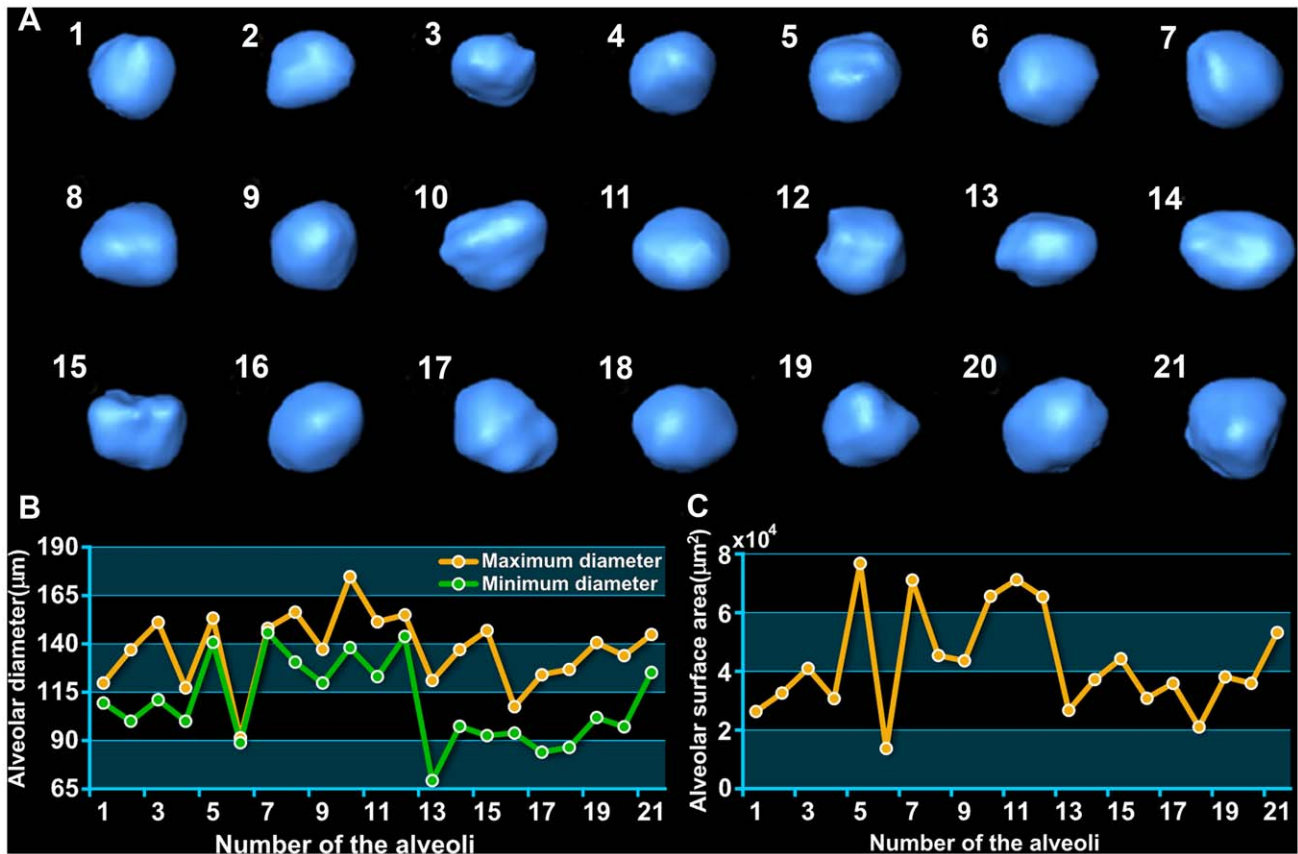 A
1 2 3 4 5 6 7
8 9 10 11 12 13 14
15 16 17 18 19 20 21
B
Alveolar diameter(μm)
190
165
140
115
90
65
Maximum diameter
Minimum diameter
1 3 5 7 9 11 13 15 17 19 21
Number of the alveoli
C
x10⁴
Alveolar surface area(μm²)
8
6
4
2
0
1 3 5 7 9 11 13 15 17 19 21
Number of the alveoli